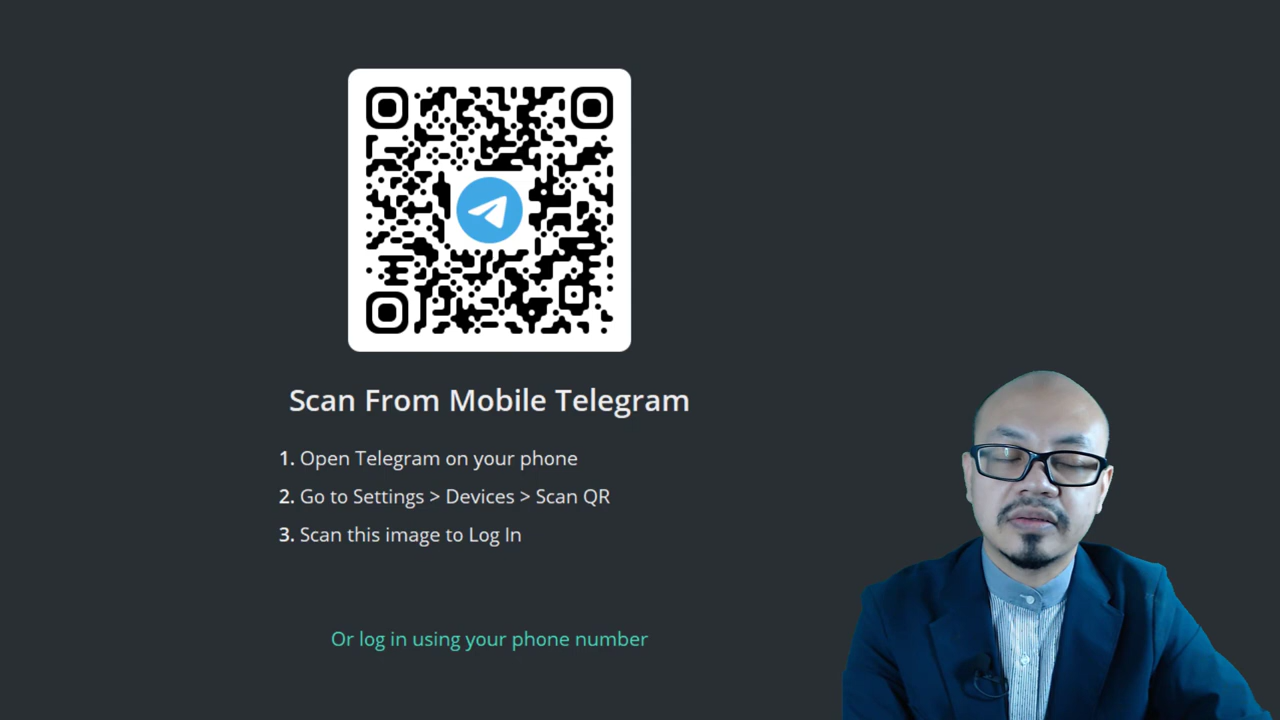 Scan From Mobile Telegram
1. Open Telegram on your phone
2. Go to Settings > Devices > Scan QR
3. Scan this image to Log In
Or log in using your phone number